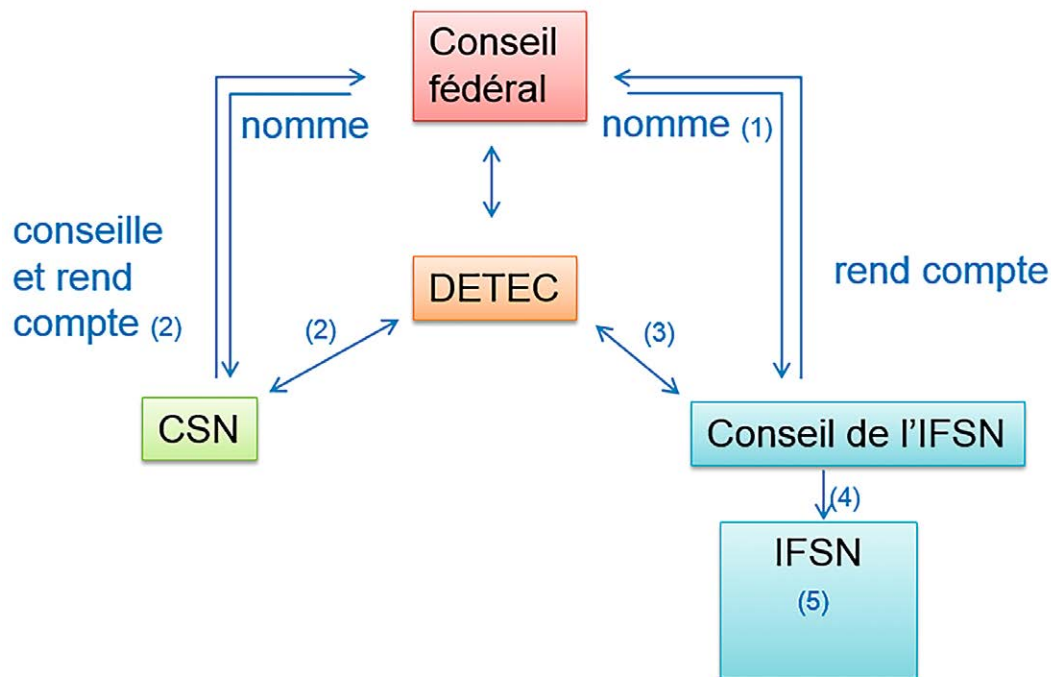 Conseil
fédéral
nomme
nomme (1)
conseille
et rend
compte (2)
DETEC
rend compte
(2)
(3)
CSN
Conseil de l'IFSN
(4)
IFSN
(5)